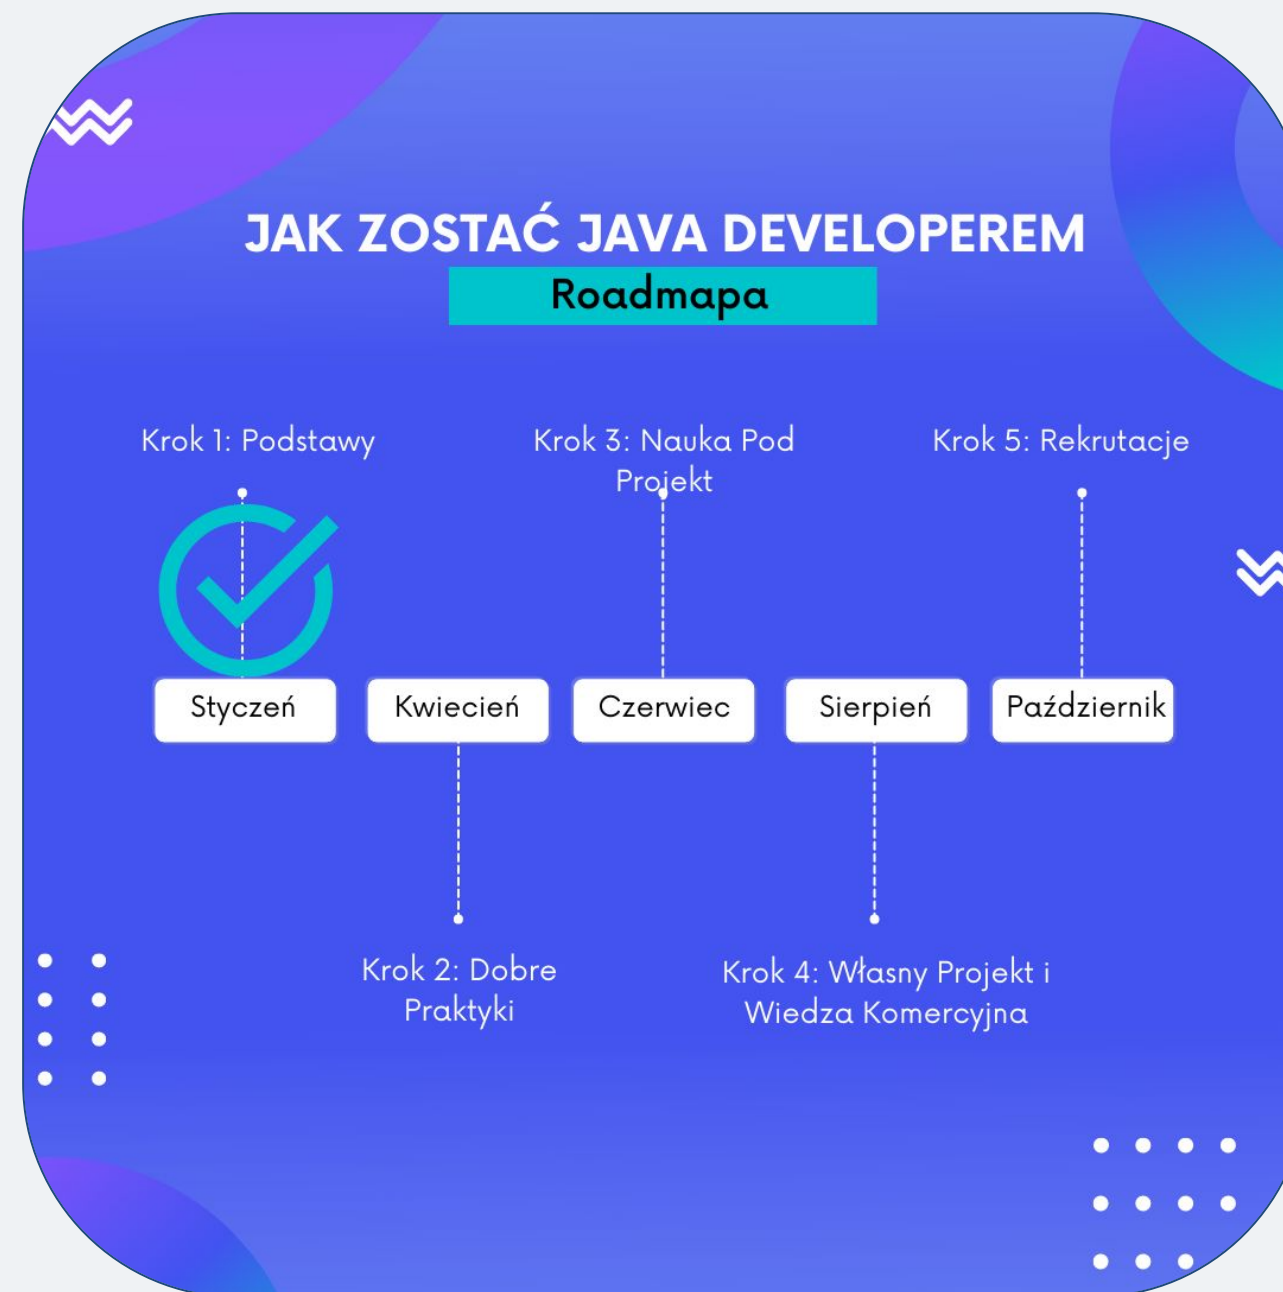 JAK ZOSTAĆ JAVA DEVELOPEREM
Roadmapa
Krok 1: Podstawy
Krok 3: Nauka Pod
Projekt
Krok 5: Rekrutacje
Styczeń
Kwiecień
Czerwiec
Sierpień
Październik
Krok 2: Dobre
Praktyki
Krok 4: Własny Projekt i
Wiedza Komercyjna